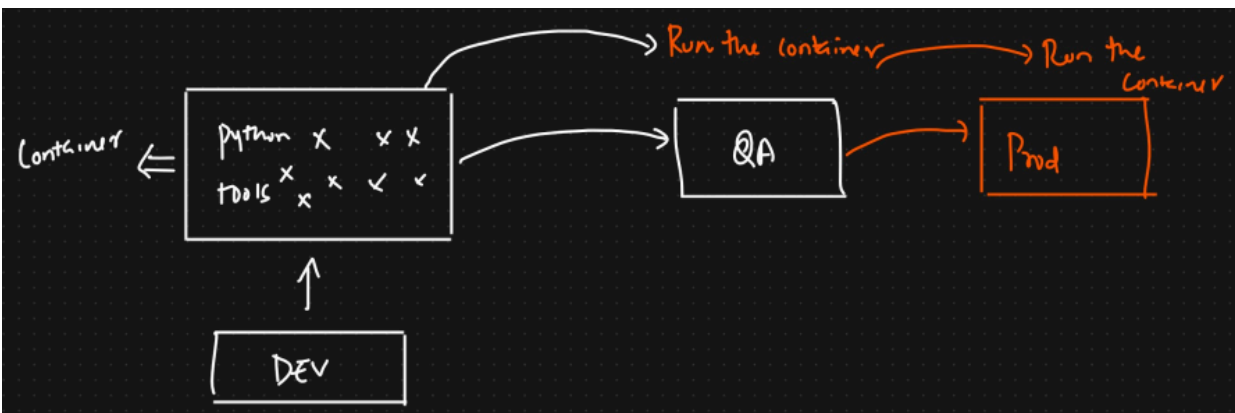 Run the container
Run the
Container
Container
python
tools
QA
Prod
DEV